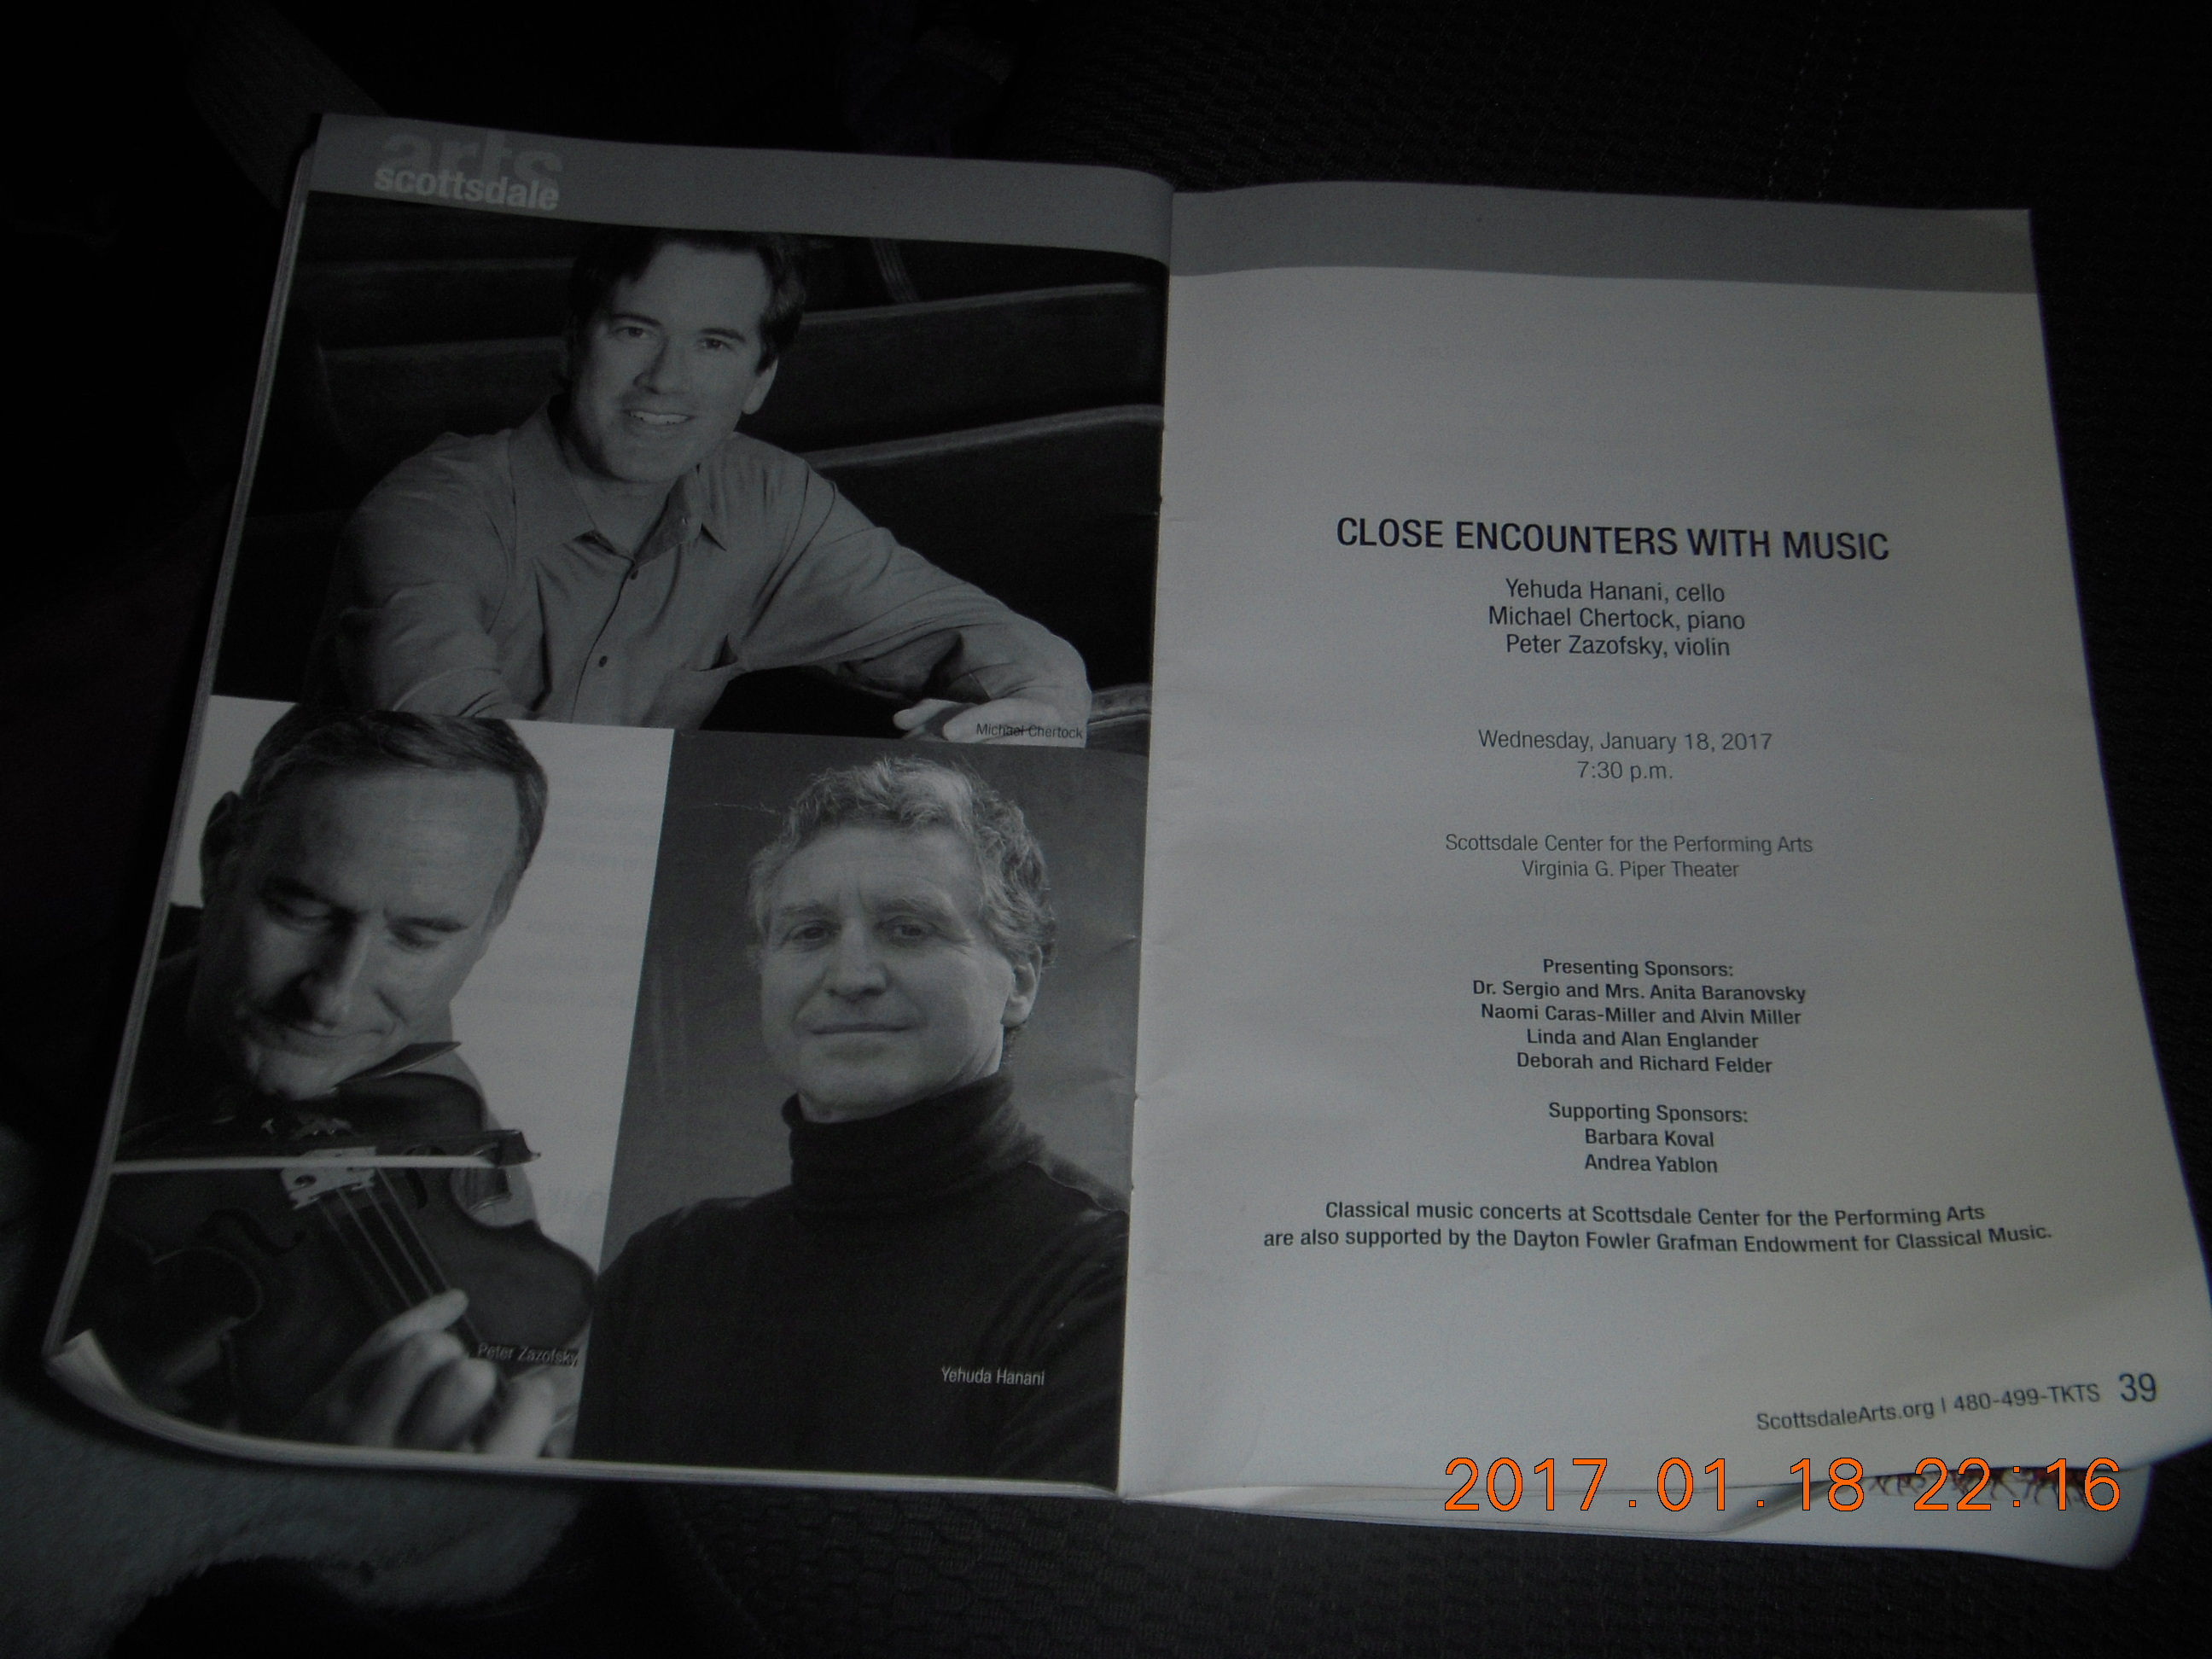 arts
scottsdale
Michael Chertock
Peter Zazofsky
Yehuda Hanani
CLOSE ENCOUNTERS WITH MUSIC
Yehuda Hanani, cello
Michael Chertock, piano
Peter Zazofsky, violin
Wednesday, January 18, 2017
7:30 p.m.
Scottsdale Center for the Performing Arts
Virginia G. Piper Theater
Presenting Sponsors:
Dr. Sergio and Mrs. Anita Baranovsky
Naomi Caras-Miller and Alvin Miller
Linda and Alan Englander
Deborah and Richard Felder
Supporting Sponsors:
Barbara Koval
Andrea Yablon
Classical music concerts at Scottsdale Center for the Performing Arts
are also supported by the Dayton Fowler Grafman Endowment for Classical Music.
ScottsdaleArts.org | 480-499-TKTS 39
2017.01.18 22:16